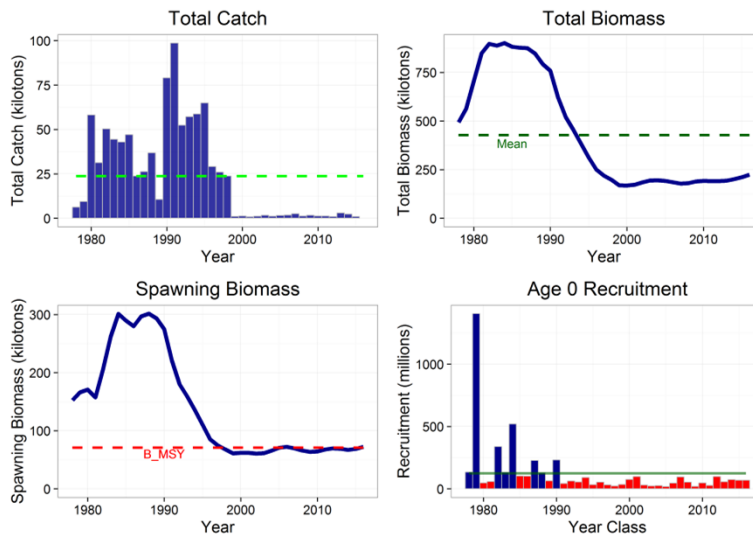 Total Catch
Total Catch (kilotons)
100
75
50
25
0
1980 1990 2000 2010
Year
Total Biomass
Total Biomass (kilotons)
750
500
250
0
Mean
1980 1990 2000 2010
Year
Spawning Biomass
Spawning Biomass (kilotons)
300
200
100
0
B_MSY
1980 1990 2000 2010
Year
Age 0 Recruitment
Recruitment (millions)
1000
500
0
1980 1990 2000 2010
Year Class